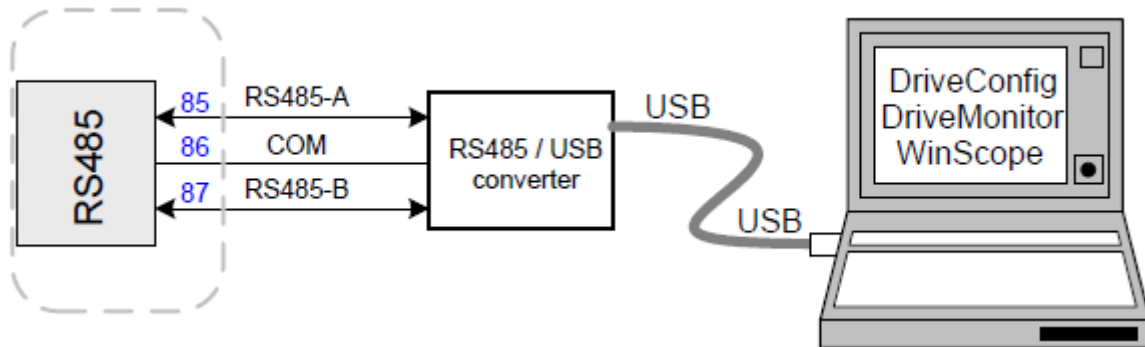 RS485
85
RS485-A
86
COM
87
RS485-B
RS485 / USB
converter
USB
USB
DriveConfig
DriveMonitor
WinScope